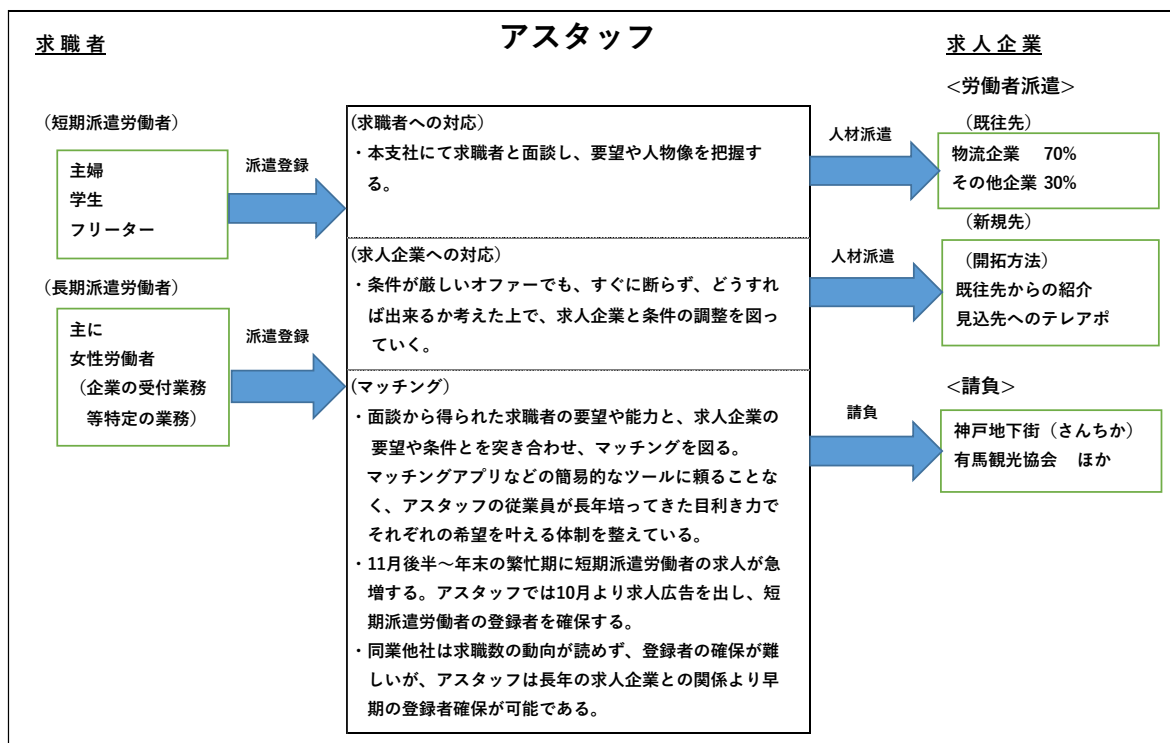 アスタッフ
求職者
(短期派遣労働者)
主婦
学生
フリーター
派遣登録
(長期派遣労働者)
主に
女性労働者
(企業の受付業務
等特定の業務)
派遣登録
(求職者への対応)
・本支社にて求職者と面談し、要望や人物像を把握す
る。
(求人企業への対応)
・条件が厳しいオファーでも、すぐに断らず、どうすれ
ば出来るか考えた上で、求人企業と条件の調整を図っ
ていく。
(マッチング)
・面談から得られた求職者の要望や能力と、求人企業の
要望や条件とを突き合わせ、マッチングを図る。
マッチングアプリなどの簡易的なツールに頼ることな
く、アスタッフの従業員が長年培ってきた目利き力で
それぞれの希望を叶える体制を整えている。
・11月後半～年末の繁忙期に短期派遣労働者の求人が急
増する。アスタッフでは10月より求人広告を出し、短
期派遣労働者の登録者を確保する。
・同業他社は求職数の動向が読めず、登録者の確保が難
しいが、アスタッフは長年の求人企業との関係より早
期の登録者確保が可能である。
求人企業
<労働者派遣>
人材派遣
(既往先)
物流企業 70%
その他企業 30%
(新規先)
人材派遣
(開拓方法)
既往先からの紹介
見込先へのテレアポ
<請負>
請負
神戸地下街（さんちか）
有馬観光協会 ほか